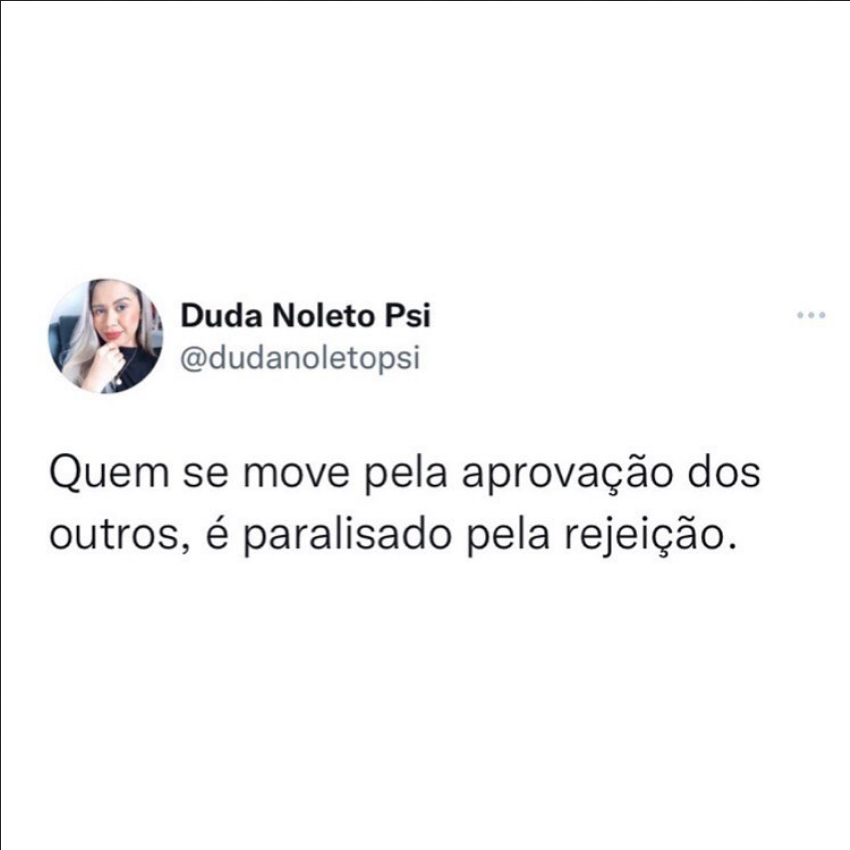 Duda Noleto Psi
@dudanoletopsi
Quem se move pela aprovação dos
outros, é paralisado pela rejeição.